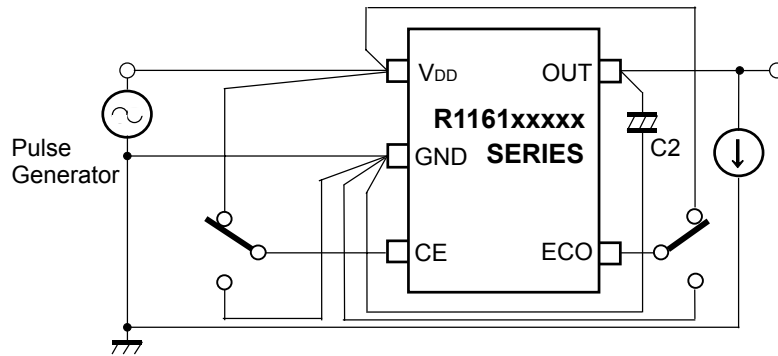 VDD
OUT
R1161xxxxx
SERIES
GND
C2
Pulse
Generator
CE
ECO